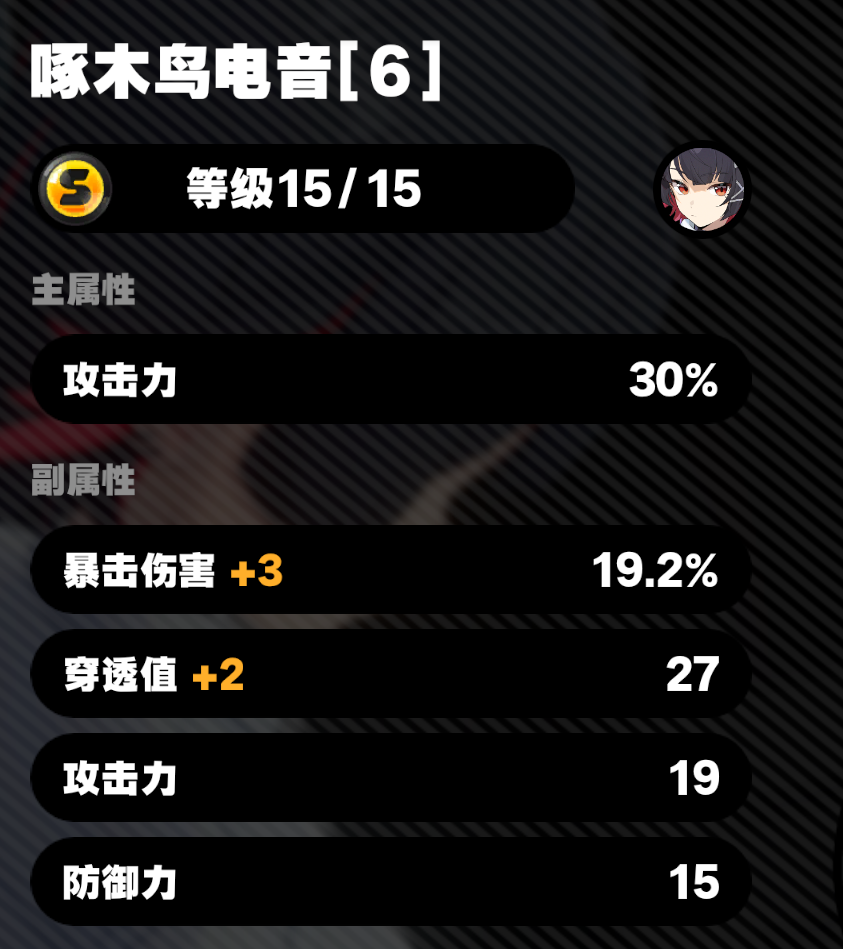 啄木鸟电音[6]
S 等级15/15
主属性
攻击力 30%
副属性
暴击伤害 +3 19.2%
穿透值 +2 27
攻击力 19
防御力 15